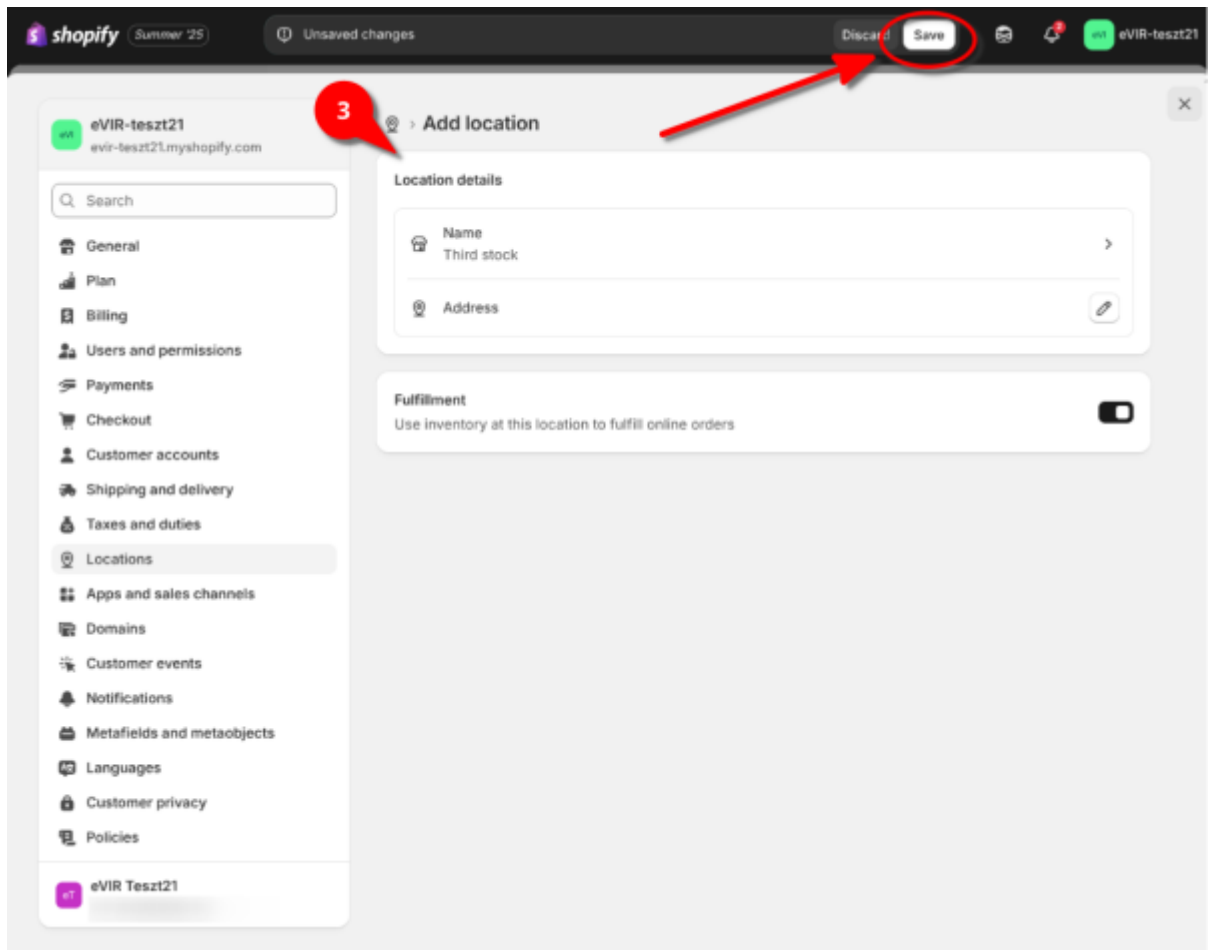 shopify Summer '25
Unsaved changes
Discard
Save
eVI
eVIR-teszt21
3
eVI
eVIR-teszt21
evir-teszt21.myshopify.com
Search
General
Plan
Billing
Users and permissions
Payments
Checkout
Customer accounts
Shipping and delivery
Taxes and duties
Locations
Apps and sales channels
Domains
Customer events
Notifications
Metafields and metaobjects
Languages
Customer privacy
Policies
eT
eVIR Teszt21
› Add location
Location details
Name
Third stock
Address
Fulfillment
Use inventory at this location to fulfill online orders